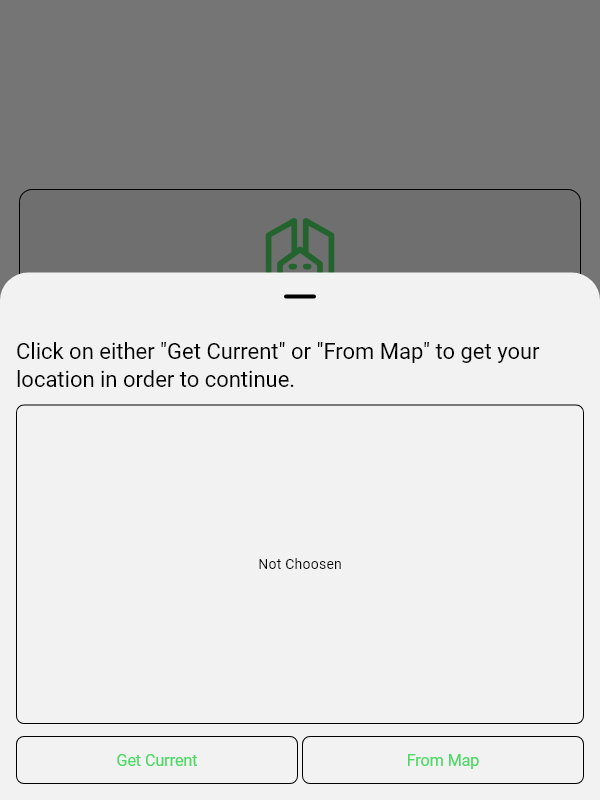 Click on either "Get Current" or "From Map" to get your
location in order to continue.
Not Choosen
Get Current
From Map